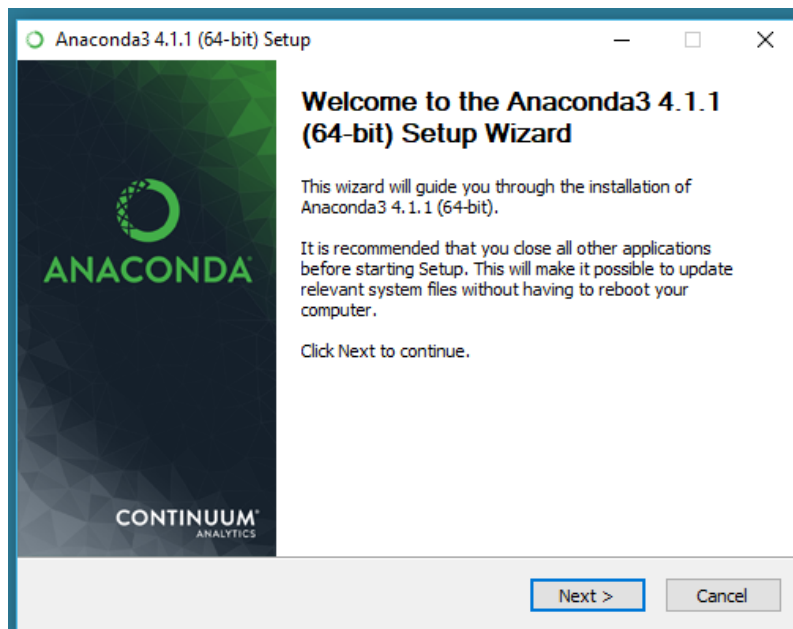 Anaconda3 4.1.1 (64-bit) Setup
Welcome to the Anaconda3 4.1.1
(64-bit) Setup Wizard
This wizard will guide you through the installation of
Anaconda3 4.1.1 (64-bit).
It is recommended that you close all other applications
before starting Setup. This will make it possible to update
relevant system files without having to reboot your
computer.
Click Next to continue.
ANACONDA
CONTINUUM
ANALYTICS
Next >
Cancel